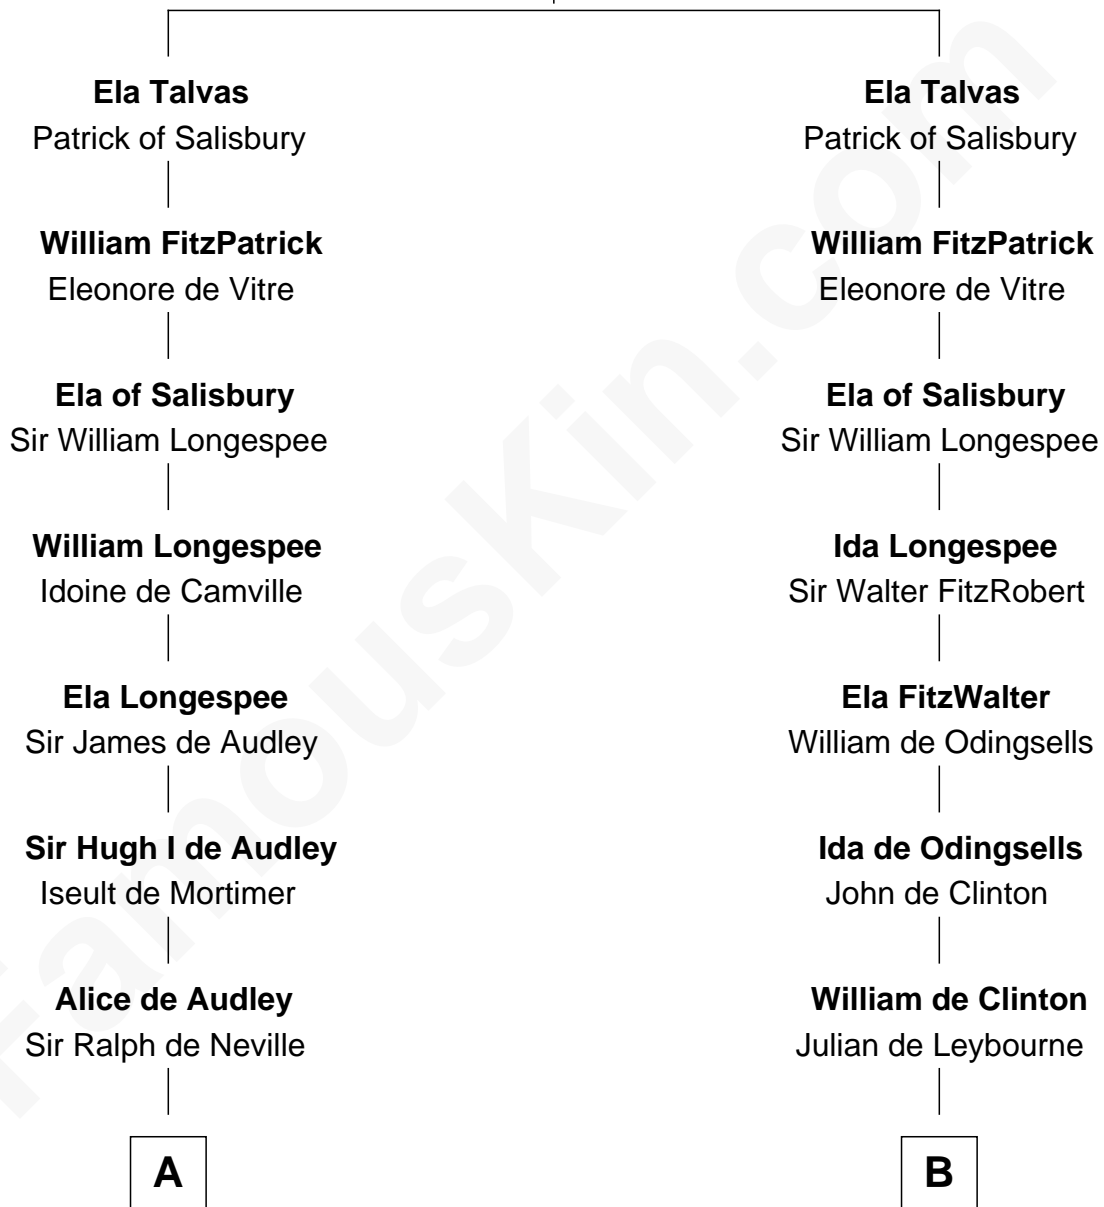 Ela Talvas
Patrick of Salisbury
William FitzPatrick
Eleonore de Vitre
Ela of Salisbury
Sir William Longespee
William Longespee
Idoine de Camville
Ela Longespee
Sir James de Audley
Sir Hugh I de Audley
Iseult de Mortimer
Alice de Audley
Sir Ralph de Neville
A
Ela Talvas
Patrick of Salisbury
William FitzPatrick
Eleonore de Vitre
Ela of Salisbury
Sir William Longespee
Ida Longespee
Sir Walter FitzRobert
Ela FitzWalter
William de Odingsells
Ida de Odingsells
John de Clinton
William de Clinton
Julian de Leybourne
B
FamousKin.com